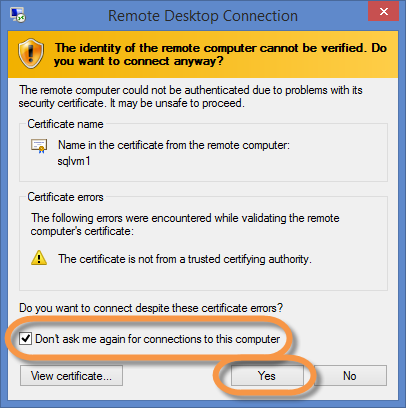 Remote Desktop Connection
The identity of the remote computer cannot be verified. Do
you want to connect anyway?
The remote computer could not be authenticated due to problems with its
security certificate. It may be unsafe to proceed.
Certificate name
Name in the certificate from the remote computer:
sqlvm1
Certificate errors
The following errors were encountered while validating the remote
computer's certificate:
The certificate is not from a trusted certifying authority.
Do you want to connect despite these certificate errors?
Don't ask me again for connections to this computer
View certificate... Yes No